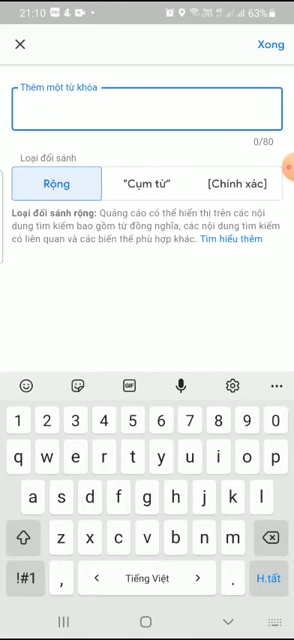 21:10
63%
Xong
Thêm một từ khóa
0/80
Loại đối sánh
Rộng
"Cụm từ"
[Chính xác]
Loại đối sánh rộng: Quảng cáo có thể hiển thị trên các nội
dung tìm kiếm bao gồm từ đồng nghĩa, các nội dung tìm kiếm
có liên quan và các biến thể phù hợp khác. Tìm hiểu thêm
GIF
1 2 3 4 5 6 7 8 9 0
q w e r t y u i o p
a s d f g h j k l
z x c v b n m
!#1 , < Tiếng Việt > . H.tất